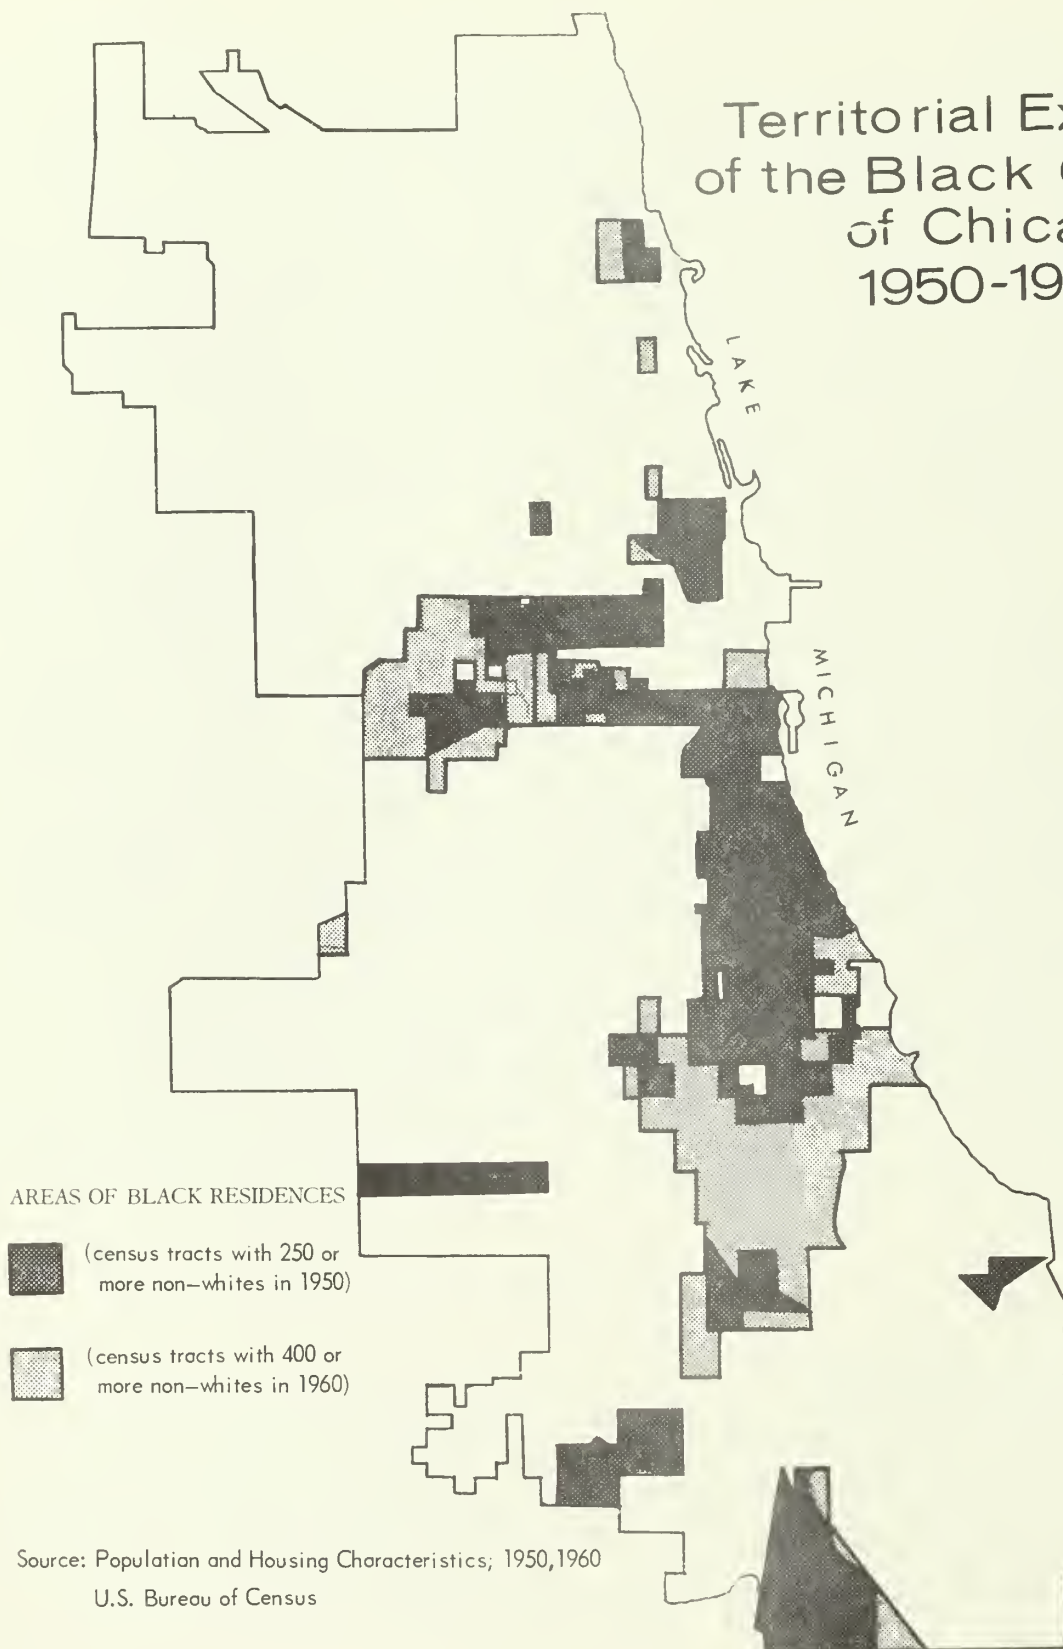 Territorial
of the Black
of
1950-19
LAKE
MICHIGAN
AREAS OF BLACK RESIDENCES
(census tracts with 250 or
more non-whites in 1950)
(census tracts with 400 or
more non-whites in 1960)
Source: Population and Housing Characteristics; 1950,1960
U.S. Bureau of Census